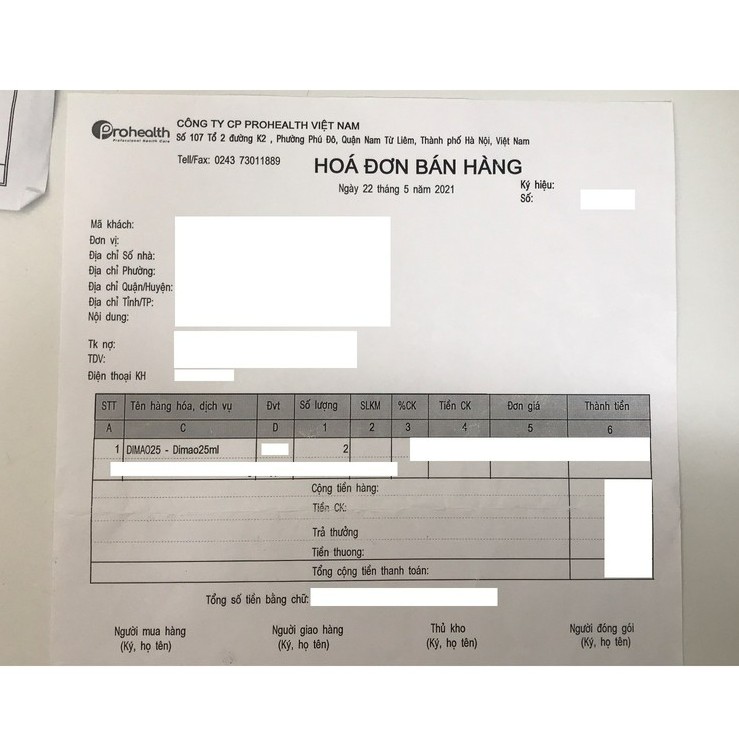 Prohealth
Professional Health Care
CÔNG TY CP PROHEALTH VIỆT NAM
Số 107 Tổ 2 đường K2 , Phường Phú Đô, Quận Nam Từ Liêm, Thành phố Hà Nội, Việt Nam
Tell/Fax: 0243 73011889
HOÁ ĐƠN BÁN HÀNG
Ngày 22 tháng 5 năm 2021
Ký hiệu:
Số:
Mã khách:
Đơn vị:
Địa chỉ Số nhà:
Địa chỉ Phường:
Địa chỉ Quận/Huyện:
Địa chỉ Tỉnh/TP:
Nội dung:
Tk nợ:
TDV:
Điện thoại KH
STT Tên hàng hóa, dịch vụ Đvt Số lượng SLKM %CK Tiền CK Đơn giá Thành tiền
A C D 1 2 3 4 5 6
1 DIMAO25 - Dimao25ml 2
Cộng tiền hàng:
Tiền CK:
Trả thưởng
Tiền thuong:
Tổng cộng tiền thanh toán:
Tổng số tiền bằng chữ:
Người mua hàng Nguời giao hàng Thủ kho Người đóng gói
(Ký, họ tên) (Ký, họ tên) (Ký, họ tên) (Ký, họ tên)